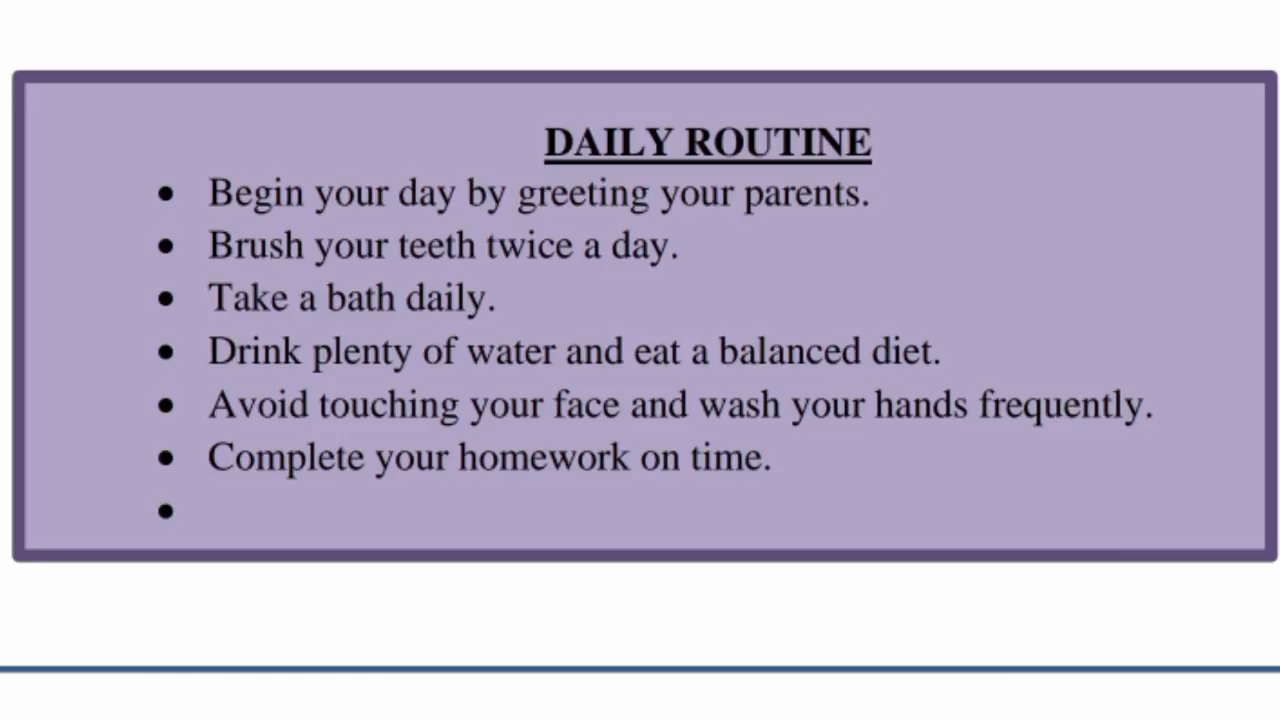 DAILY ROUTINE
• Begin your day by greeting your parents.
• Brush your teeth twice a day.
• Take a bath daily.
• Drink plenty of water and eat a balanced diet.
• Avoid touching your face and wash your hands frequently.
• Complete your homework on time.
•